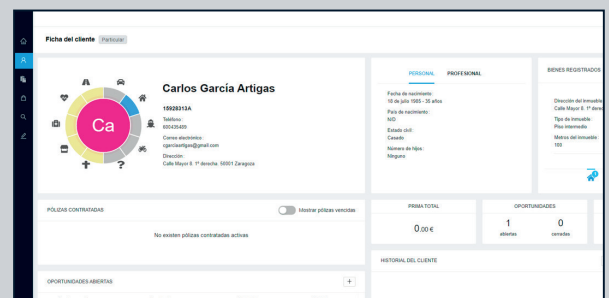 Ficha del cliente Particular
Ca
Carlos García Artigas
15928313A
Teléfono:
600435489
Correo electrónico:
cgarciaartigas@gmail.com
Dirección:
Calle Mayor 8. 1º derecha. 50001 Zaragoza
PERSONAL PROFESIONAL
Fecha de nacimiento:
18 de julio 1985 - 35 años
País de nacimiento:
N/D
Estado civil:
Casado
Número de hijos:
Ninguno
BIENES REGISTRADOS
Dirección del inmueble
Calle Mayor 8. 1º
Tipo de inmueble:
Piso intermedio
Metros del inmueble:
100
PÓLIZAS CONTRATADAS
Mostrar pólizas vencidas
No existen pólizas contratadas activas
PRIMA TOTAL
0.00 €
OPORTUNIDADES
1 0
abiertas cerradas
OPORTUNIDADES ABIERTAS
+
HISTORIAL DEL CLIENTE